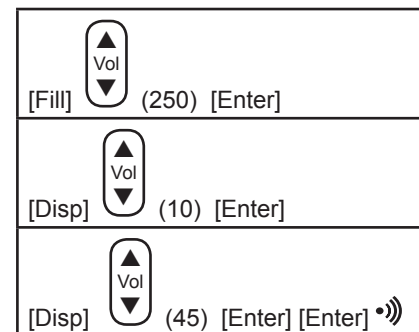 Vol
[Fill] (250) [Enter]
Vol
[Disp] (10) [Enter]
Vol
[Disp] (45) [Enter] [Enter]